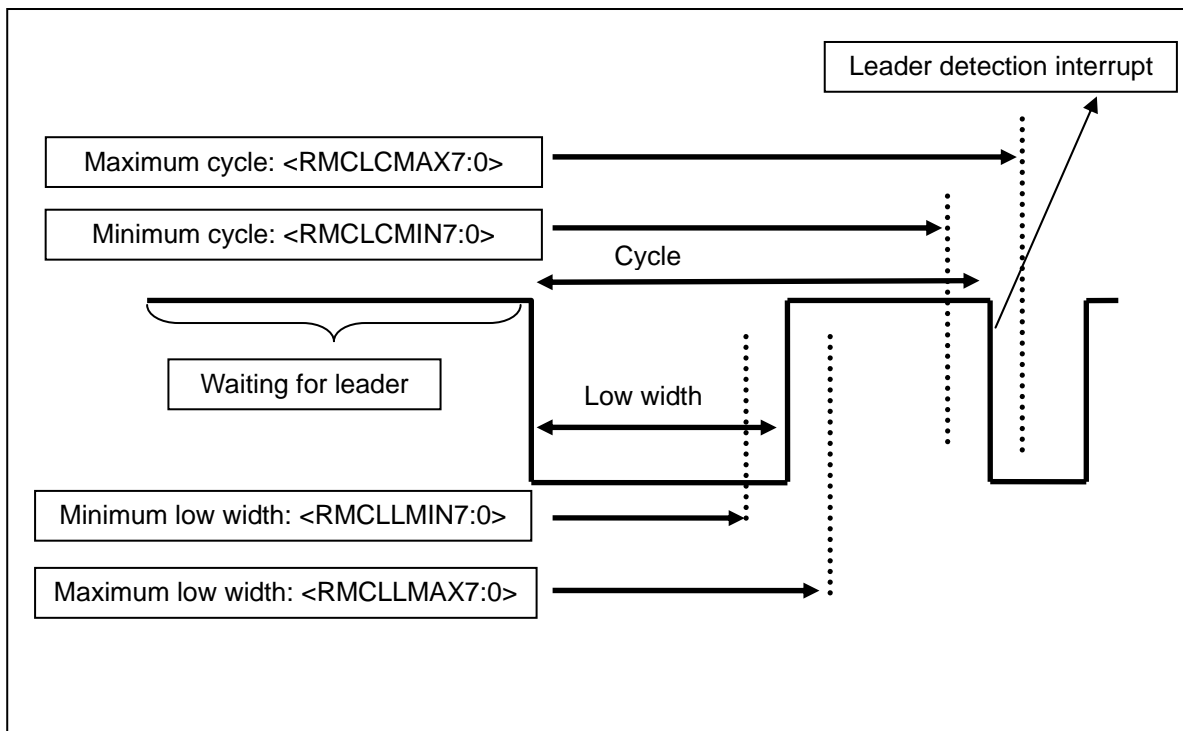 Leader detection interrupt
Maximum cycle: <RMCLCMAX7:0>
Minimum cycle: <RMCLCMIN7:0>
Cycle
Waiting for leader
Low width
Minimum low width: <RMCLLMIN7:0>
Maximum low width: <RMCLLMAX7:0>